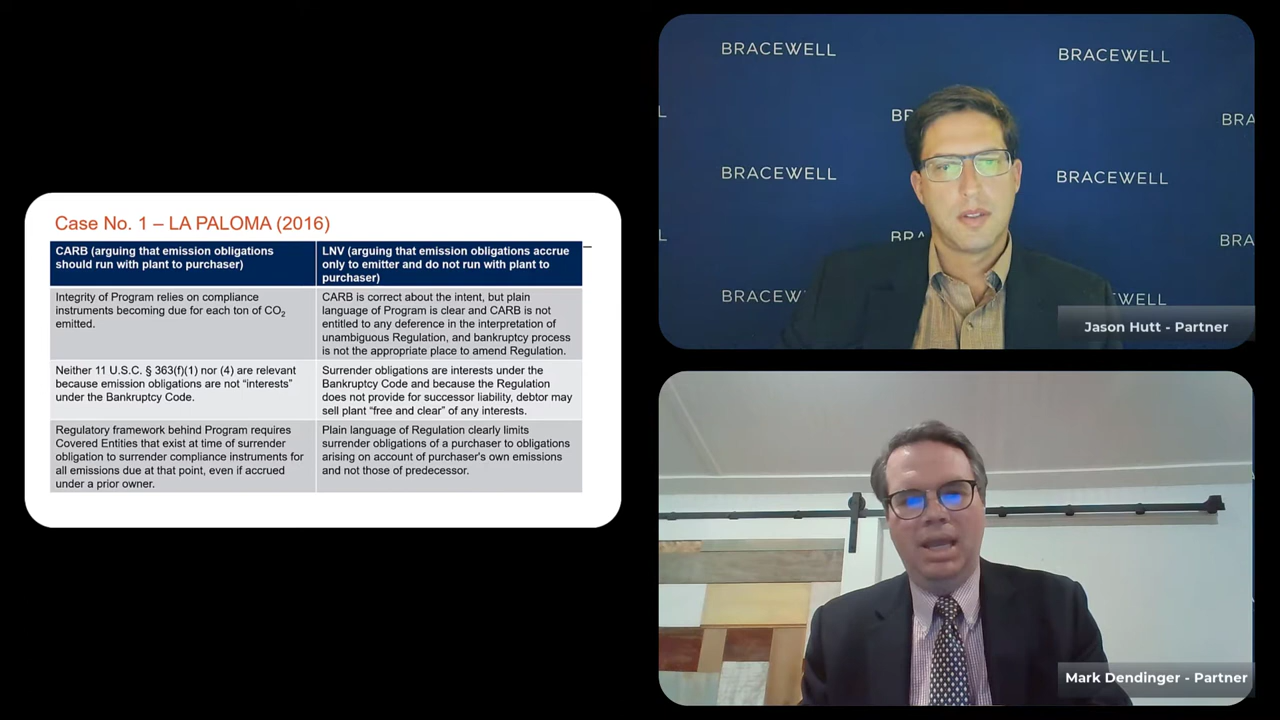 Case No. 1 – LA PALOMA (2016)
CARB (arguing that emission obligations
should run with plant to purchaser)
LNV (arguing that emission obligations accrue
only to emitter and do not run with plant to
purchaser)
Integrity of Program relies on compliance
instruments becoming due for each ton of CO₂
emitted.
CARB is correct about the intent, but plain
language of Program is clear and CARB is not
entitled to any deference in the interpretation of
unambiguous Regulation, and bankruptcy process
is not the appropriate place to amend Regulation.
Neither 11 U.S.C. § 363(f)(1) nor (4) are relevant
because emission obligations are not “interests”
under the Bankruptcy Code.
Surrender obligations are interests under the
Bankruptcy Code and because the Regulation
does not provide for successor liability, debtor may
sell plant “free and clear” of any interests.
Regulatory framework behind Program requires
Covered Entities that exist at time of surrender
obligation to surrender compliance instruments for
all emissions due at that point, even if accrued
under a prior owner.
Plain language of Regulation clearly limits
surrender obligations of a purchaser to obligations
arising on account of purchaser's own emissions
and not those of predecessor.
BRACEWELL
BRACEWELL
L
BR
BRA
BRACEWELL
BRACEWELL
L
BRA
BRA
BRACEW
WELL
Jason Hutt - Partner
Mark Dendinger - Partner